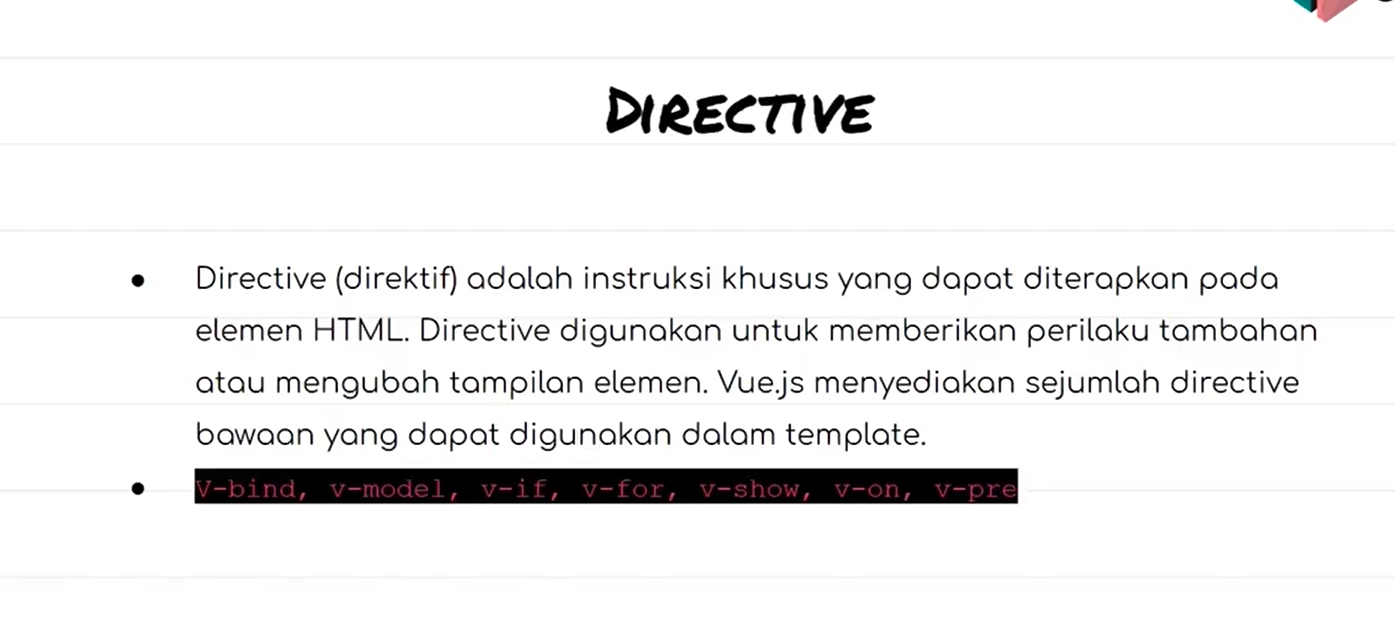 DIRECTIVE
● Directive (direktif) adalah instruksi khusus yang dapat diterapkan pada
elemen HTML. Directive digunakan untuk memberikan perilaku tambahan
atau mengubah tampilan elemen. Vue.js menyediakan sejumlah directive
bawaan yang dapat digunakan dalam template.
● V-bind, v-model, v-if, v-for, v-show, v-on, v-pre